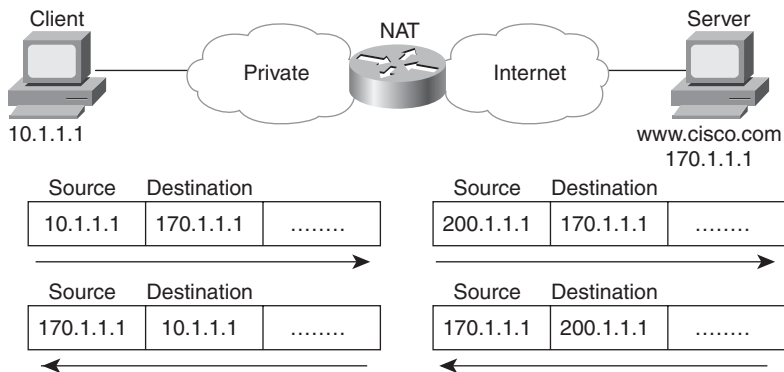 Client
NAT
Server
Private
Internet
10.1.1.1
www.cisco.com
170.1.1.1
Source Destination
10.1.1.1 170.1.1.1 ........
Source Destination
200.1.1.1 170.1.1.1 ........
Source Destination
170.1.1.1 10.1.1.1 ........
Source Destination
170.1.1.1 200.1.1.1 ........